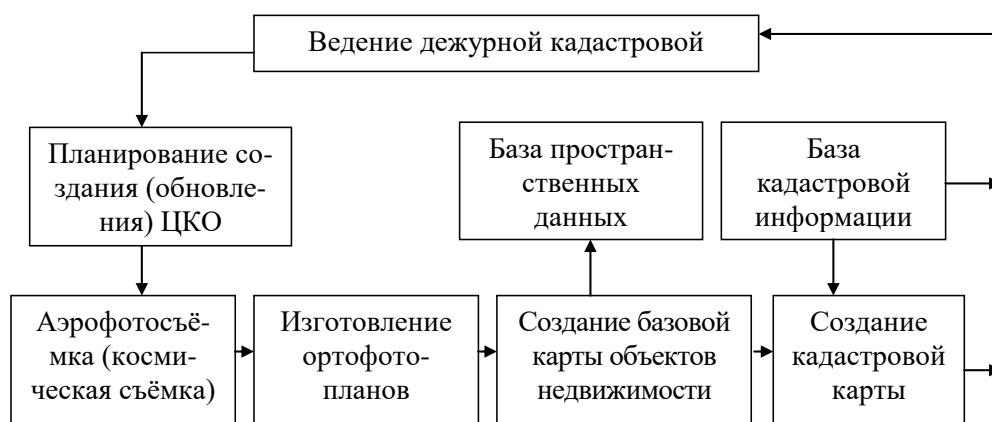 Ведение дежурной кадастровой
Планирование со-
здания (обновле-
ния) ЦКО
База простран-
ственных
данных
База
кадастровой
информации
Аэрофотосъё-
мка (косми-
ческая съёмка)
Изготовление
ортофото-
планов
Создание базовой
карты объектов
недвижимости
Создание
кадастровой
карты